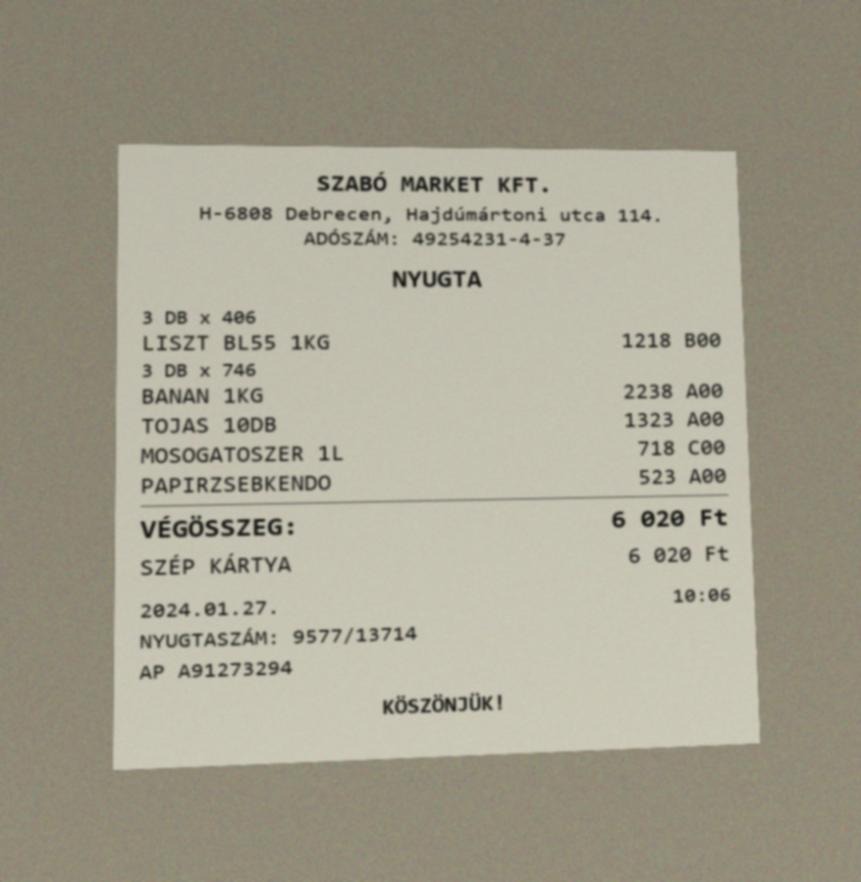 SZABÓ MARKET KFT.
H-6808 Debrecen, Hajdúmártoni utca 114.
ADÓSZÁM: 49254231-4-37
NYUGTA
3 DB x 406
LISZT BL55 1KG 1218 B00
3 DB x 746
BANAN 1KG 2238 A00
TOJAS 10DB 1323 A00
MOSOGATOSZER 1L 718 C00
PAPIRZSEBKENDO 523 A00
VÉGÖSSZEG: 6 020 Ft
SZÉP KÁRTYA 6 020 Ft
2024.01.27. 10:06
NYUGTASZÁM: 9577/13714
AP A91273294
KÖSZÖNJÜK!